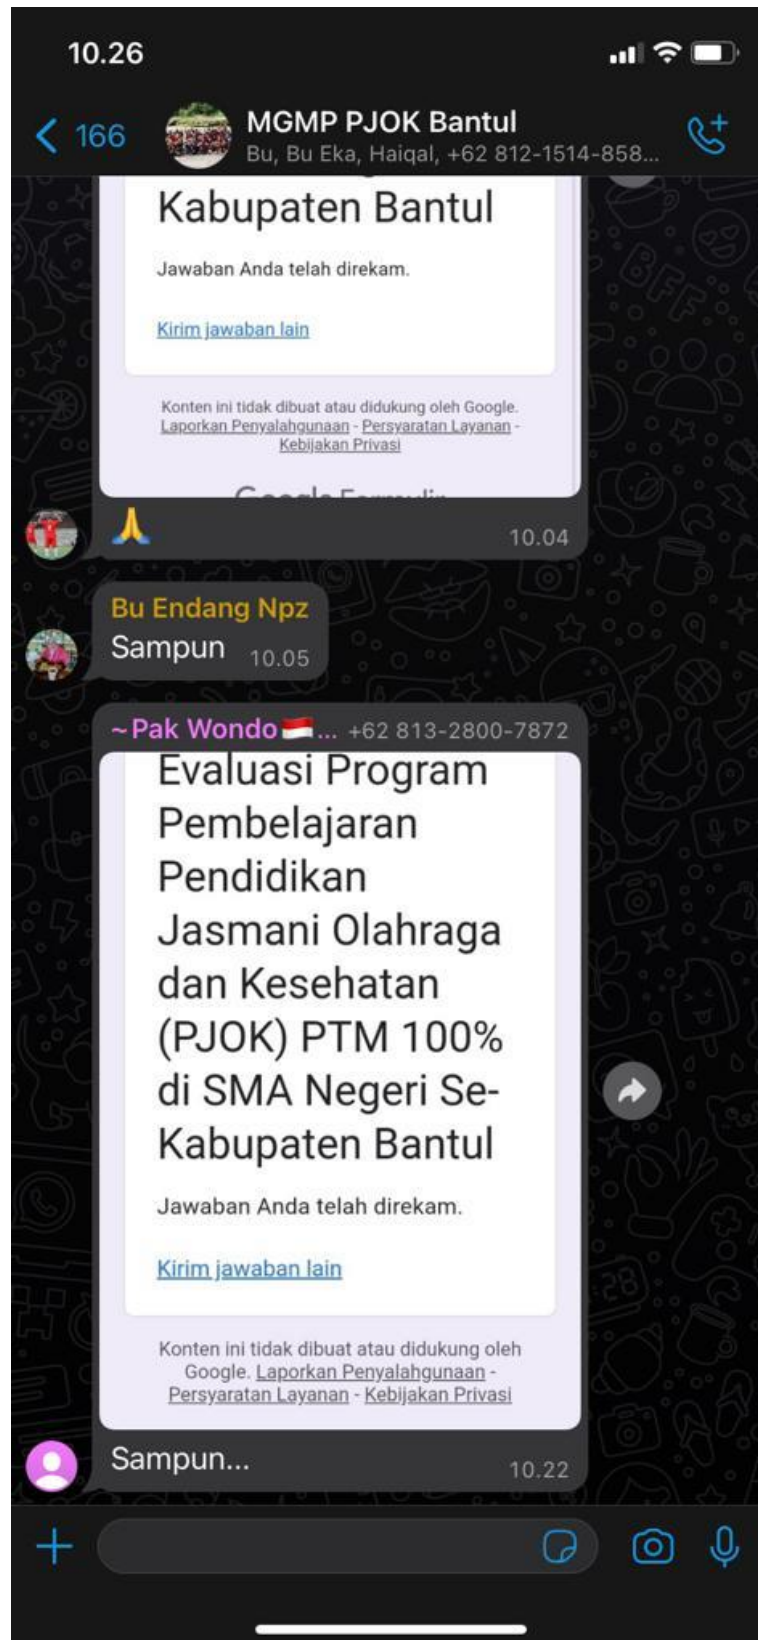 10.26
166
MGMP PJOK Bantul
Bu, Bu Eka, Haiqal, +62 812-1514-858...
Kabupaten Bantul
Jawaban Anda telah direkam.
Kirim jawaban lain
Konten ini tidak dibuat atau didukung oleh Google.
Laporkan Penyalahgunaan - Persyaratan Layanan -
Kebijakan Privasi
Google Formulir
🙏 10.04
Bu Endang Npz
Sampun 10.05
~Pak Wondo🇮🇩... +62 813-2800-7872
Evaluasi Program
Pembelajaran
Pendidikan
Jasmani Olahraga
dan Kesehatan
(PJOK) PTM 100%
di SMA Negeri Se-
Kabupaten Bantul
Jawaban Anda telah direkam.
Kirim jawaban lain
Konten ini tidak dibuat atau didukung oleh
Google. Laporkan Penyalahgunaan -
Persyaratan Layanan - Kebijakan Privasi
Sampun... 10.22